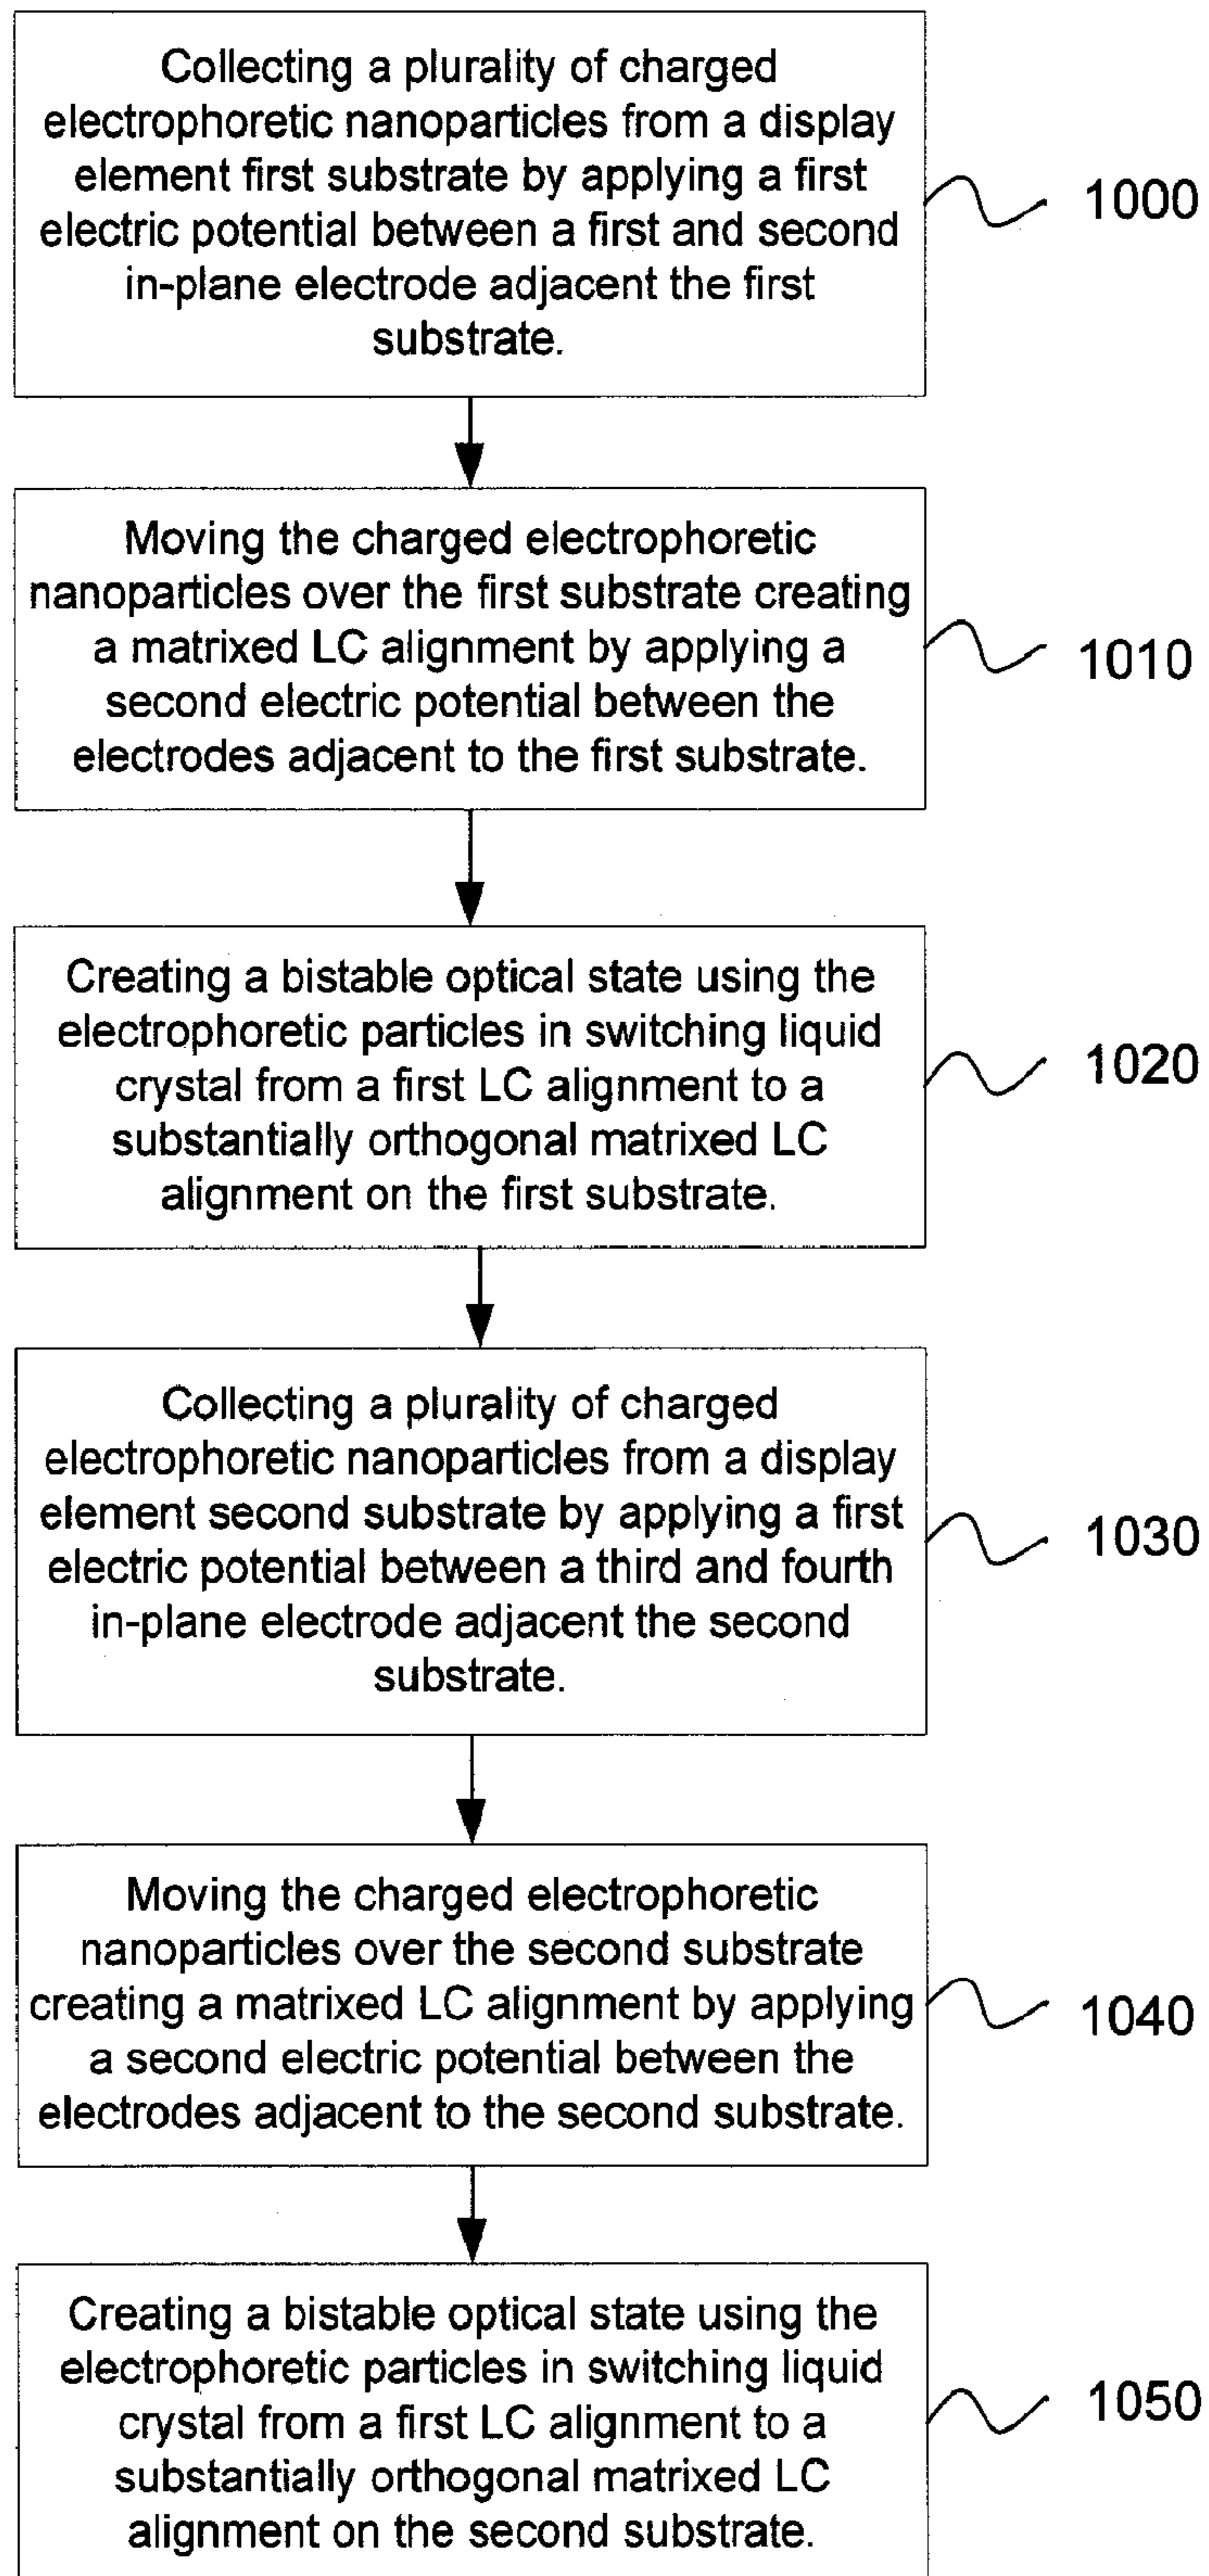 Collecting a plurality of charged
electrophoretic nanoparticles from a display
element first substrate by applying a first
electric potential between a first and second
in-plane electrode adjacent the first
substrate.
1000
Moving the charged electrophoretic
nanoparticles over the first substrate creating
a matrixed LC alignment by applying a
second electric potential between the
electrodes adjacent to the first substrate.
1010
Creating a bistable optical state using the
electrophoretic particles in switching liquid
crystal from a first LC alignment to a
substantially orthogonal matrixed LC
alignment on the first substrate.
1020
Collecting a plurality of charged
electrophoretic nanoparticles from a display
element second substrate by applying a first
electric potential between a third and fourth
in-plane electrode adjacent the second
substrate.
1030
Moving the charged electrophoretic
nanoparticles over the second substrate
creating a matrixed LC alignment by applying
a second electric potential between the
electrodes adjacent to the second substrate.
1040
Creating a bistable optical state using the
electrophoretic particles in switching liquid
crystal from a first LC alignment to a
substantially orthogonal matrixed LC
alignment on the second substrate.
1050